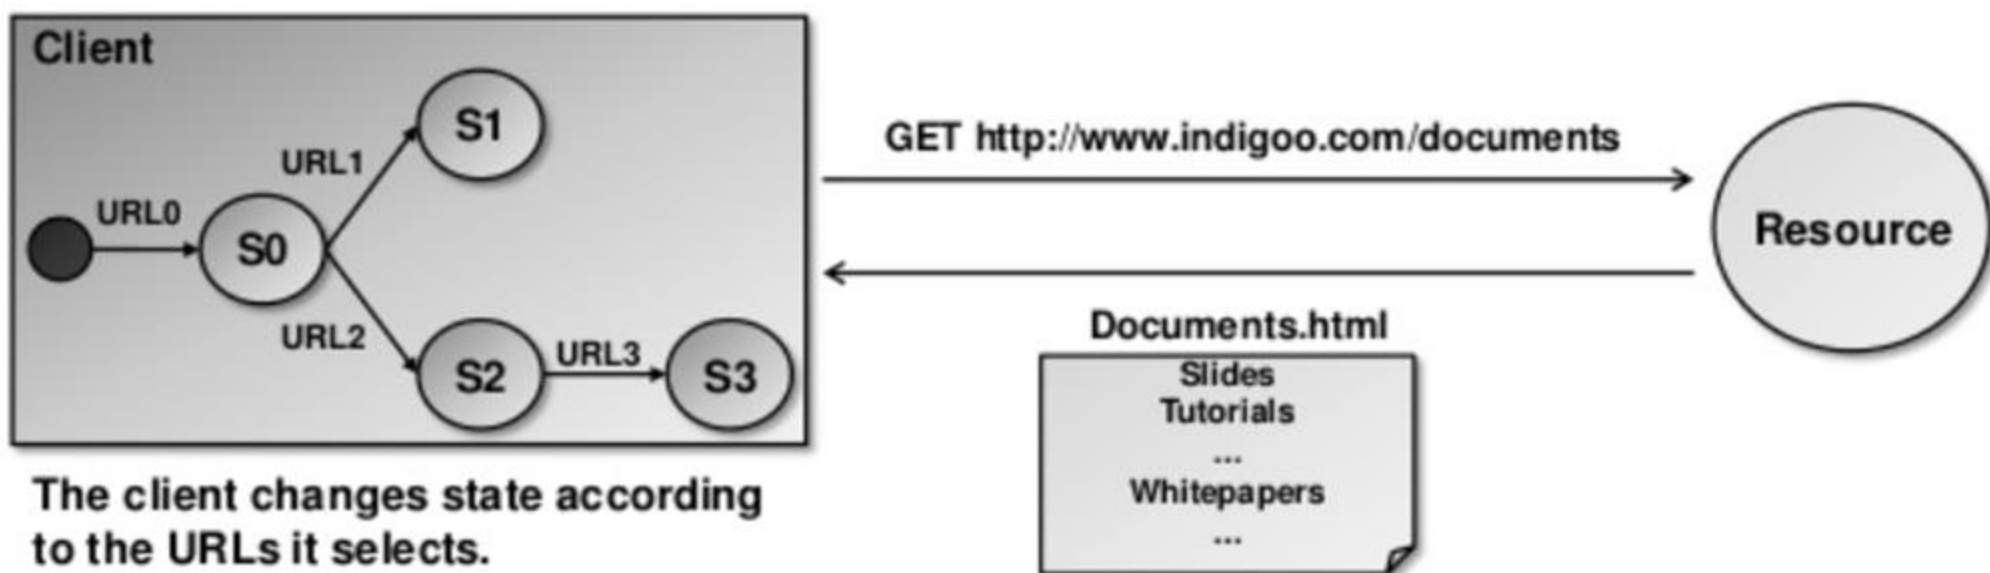 Client
S1
URL1
URL0
S0
URL2
S2
URL3
S3
The client changes state according
to the URLs it selects.
GET http://www.indigoo.com/documents
Resource
Documents.html
Slides
Tutorials
...
Whitepapers
...